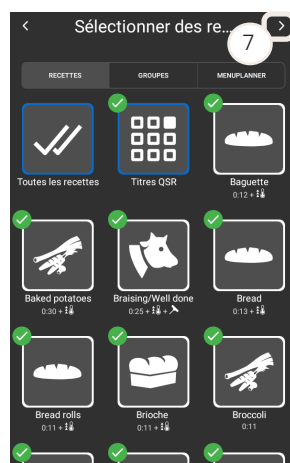 Sélectionner des re...
7
RECETTES GROUPES MENUPLANNER
Toutes les recettes Titres QSR Baguette
0:12 +
Baked potatoes Braising/Well done Bread
0:30 + 0:25 + + 0:13 +
Bread rolls Brioche Broccoli
0:11 + 0:11 + 0:11